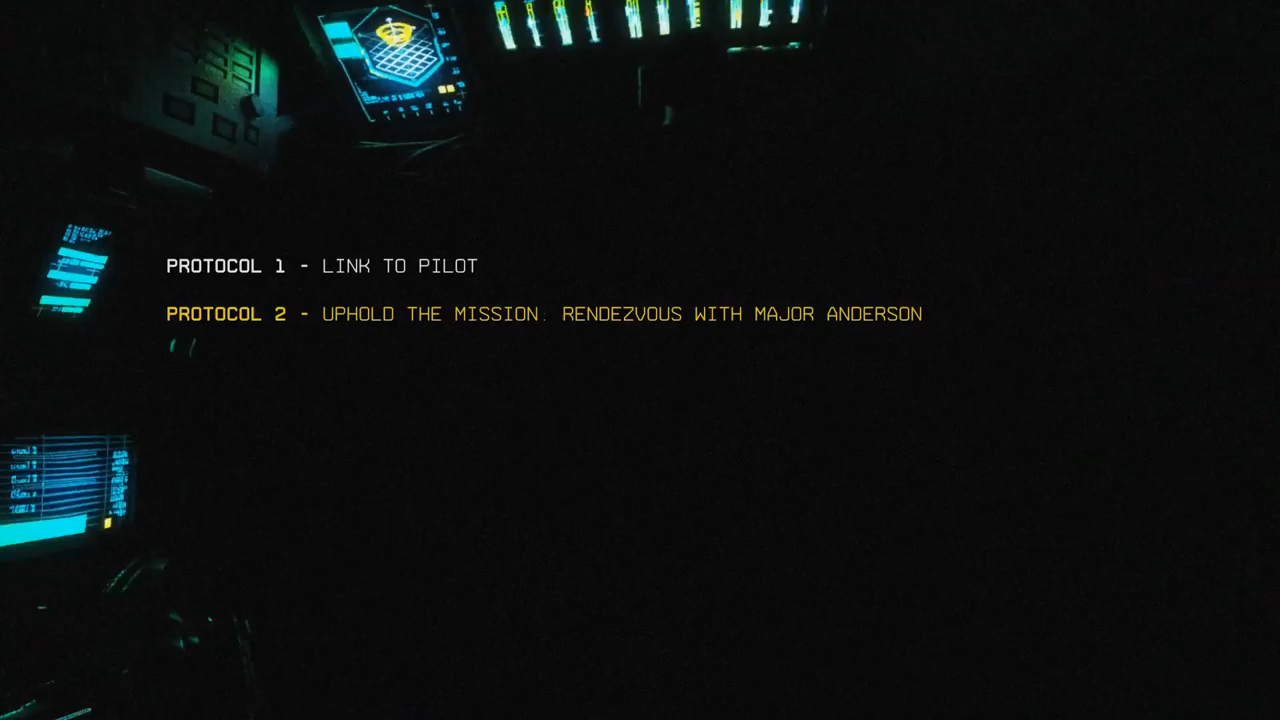 PROTOCOL 1 - LINK TO PILOT
PROTOCOL 2 - UPHOLD THE MISSION. RENDEZVOUS WITH MAJOR ANDERSON